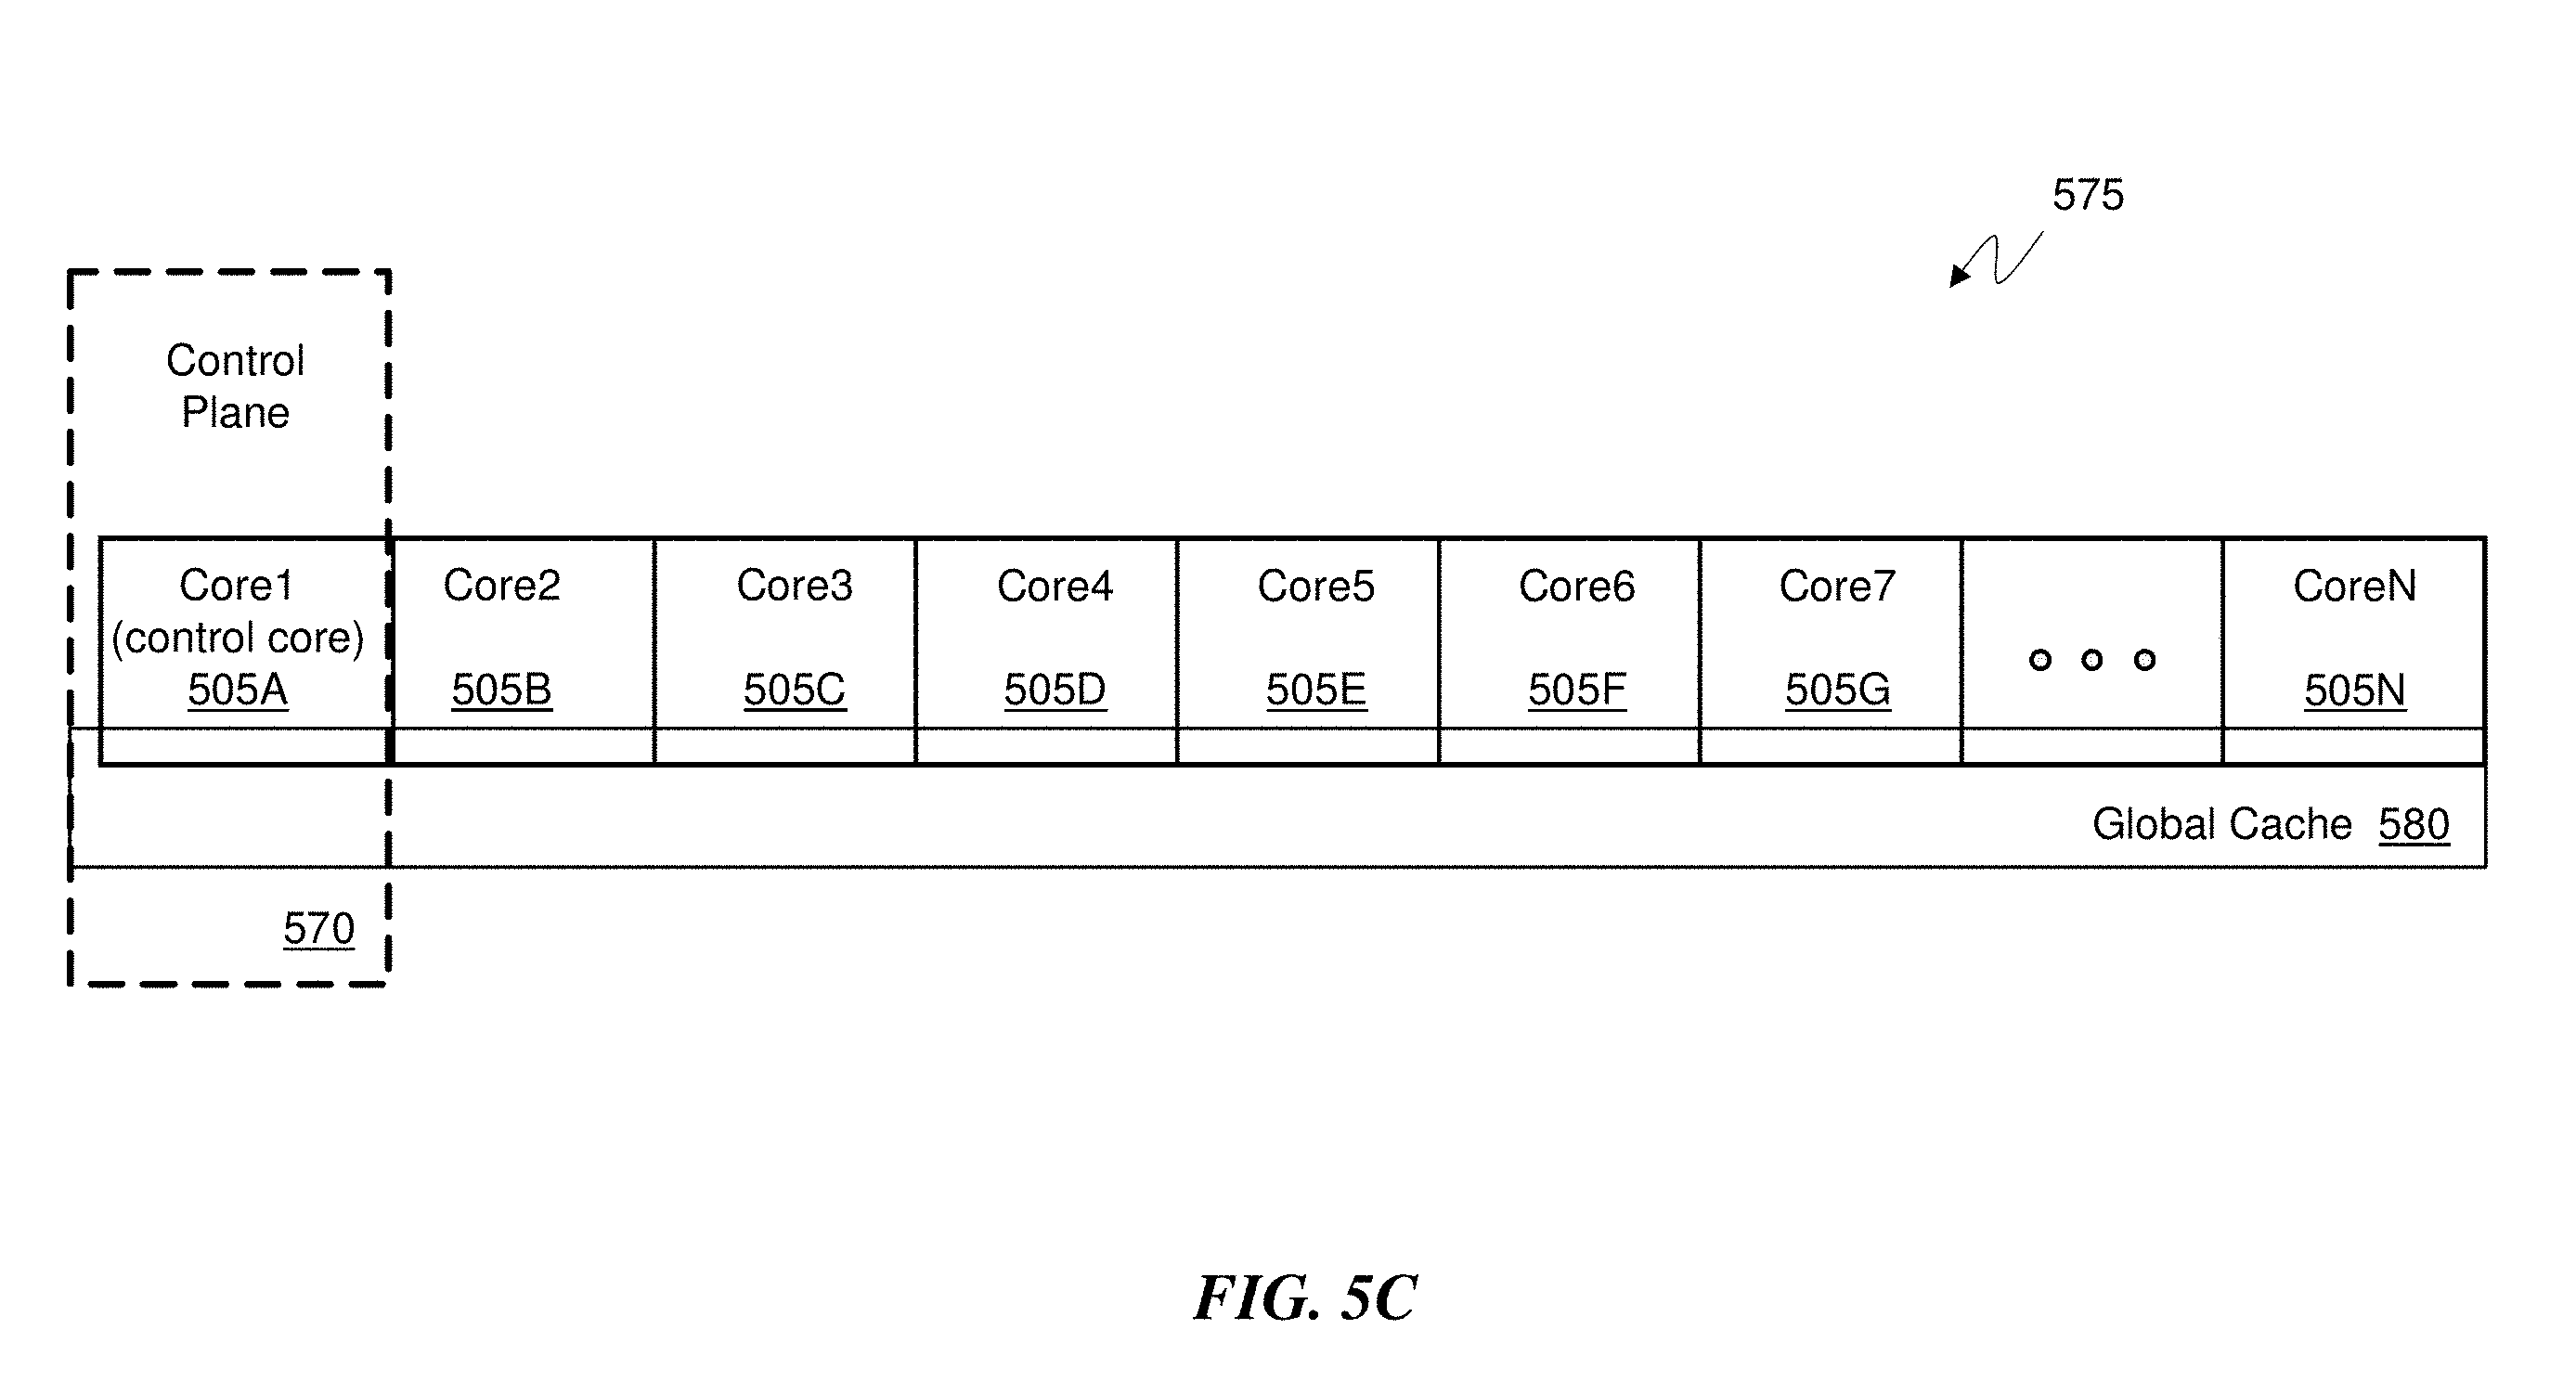 575
Control
Plane
Core1
(control core)
505A
Core2
505B
Core3
505C
Core4
505D
Core5
505E
Core6
505F
Core7
505G
CoreN
505N
Global Cache 580
570
FIG. 5C